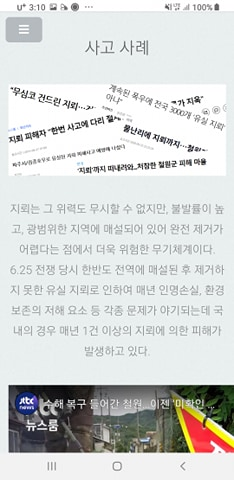 U+ 3:10
100%
사고 사례
"무심코 건드린 지뢰
계속된 폭우에 전국 3000개 '유실 지뢰'
지뢰 피해자 "한번 사고에 다리 절
물난리에 지뢰까지
'지뢰'까지 떠내려와…처참한 철원군 피해 마을
지뢰는 그 위력도 무시할 수 없지만, 불발률이 높
고, 광범위한 지역에 매설되어 있어 완전 제거가
어렵다는 점에서 더욱 위험한 무기체계이다.
6.25 전쟁 당시 한반도 전역에 매설된 후 제거하
지 못한 유실 지뢰로 인하여 매년 인명손실, 환경
보존의 저해 요소 등 각종 문제가 야기되는데 국
내의 경우 매년 1건 이상의 지뢰에 의한 피해가
발생하고 있다.
jtbc news 수해 복구 들어간 철원…이젠 '미확인 ...
뉴스룸